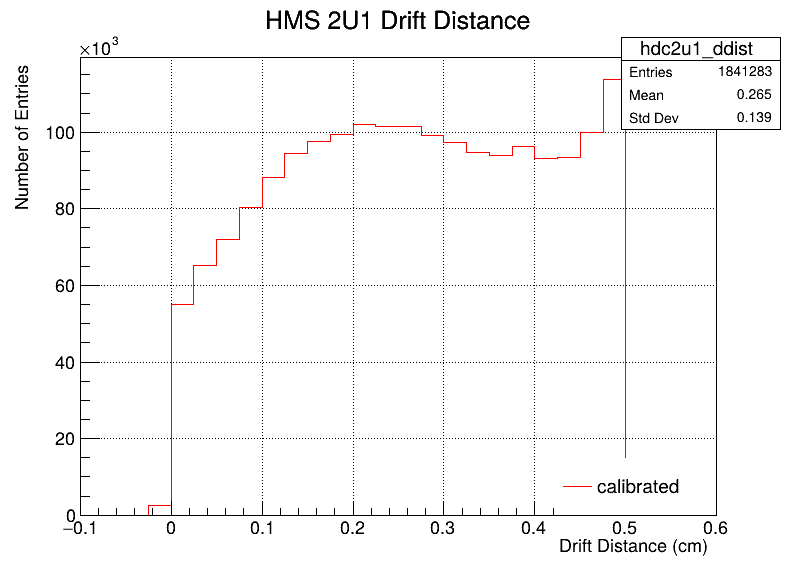 HMS 2U1 Drift Distance
×10³
Number of Entries
hdc2u1_ddist
Entries 1841283
Mean 0.265
Std Dev 0.139
100
80
60
40
20
0
calibrated
−0.1 0 0.1 0.2 0.3 0.4 0.5 0.6
Drift Distance (cm)